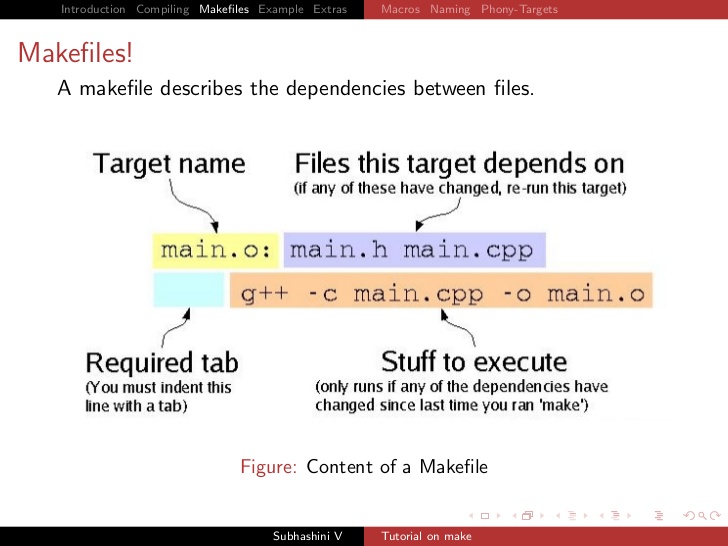 Introduction Compiling Makefiles Example Extras Macros Naming Phony-Targets
Makefiles!
A makefile describes the dependencies between files.
Target name
Files this target depends on
(if any of these have changed, re-run this target)
main.o: main.h main.cpp
g++ -c main.cpp -o main.o
Required tab
(You must indent this
line with a tab)
Stuff to execute
(only runs if any of the dependencies have
changed since last time you ran 'make')
Figure: Content of a Makefile
Subhashini V Tutorial on make